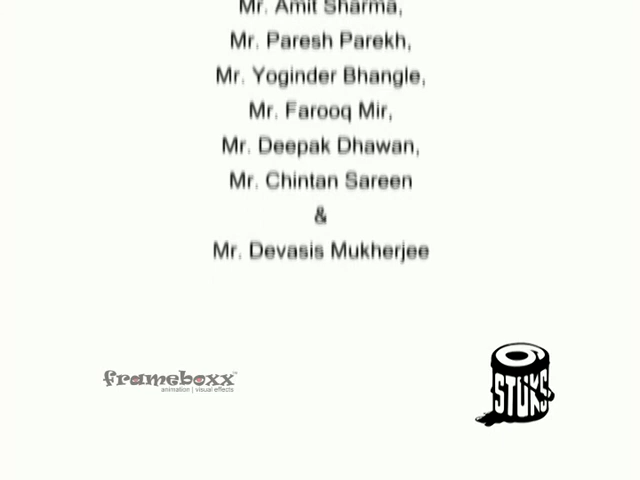 Mr. Amit Sharma,
Mr. Paresh Parekh,
Mr. Yoginder Bhangle,
Mr. Farooq Mir,
Mr. Deepak Dhawan,
Mr. Chintan Sareen
&
Mr. Devasis Mukherjee
frameboxx™
animation | visual effects
STUKS